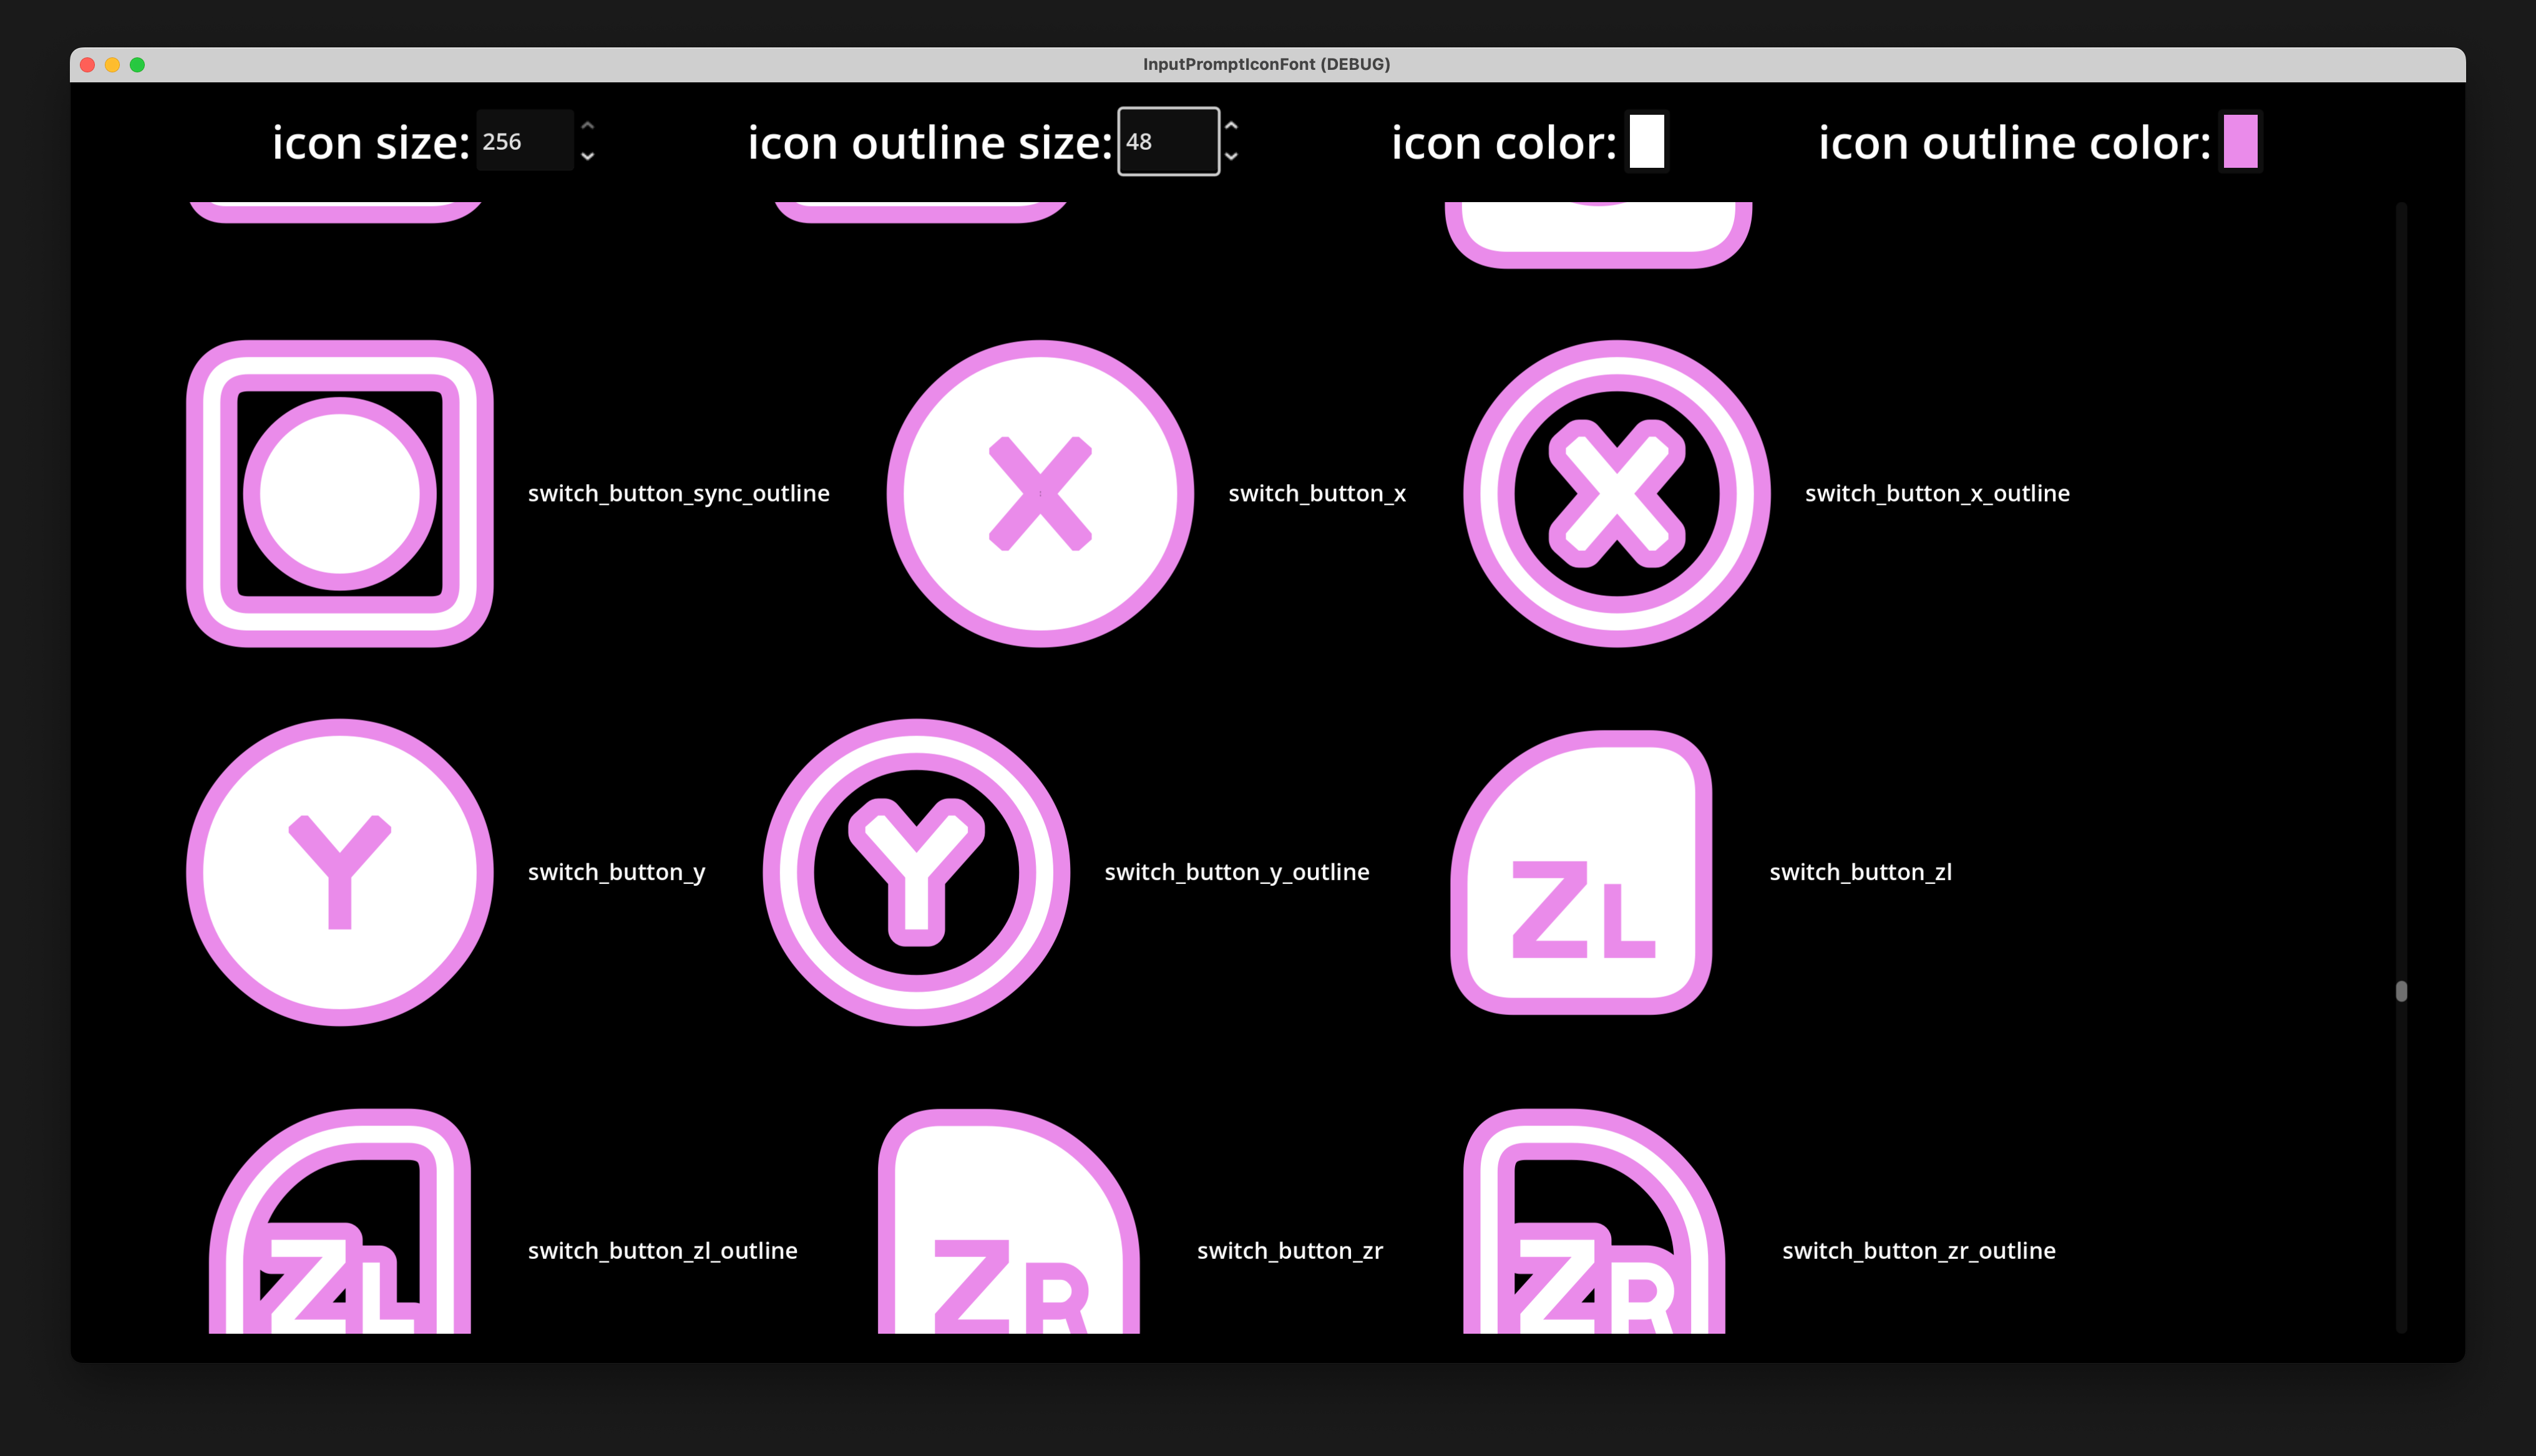 InputPromptIconFont (DEBUG)
icon size: 256 icon outline size: 48 icon color: icon outline color:
switch_button_sync_outline X switch_button_x X switch_button_x_outline
Y switch_button_y Y switch_button_y_outline ZL switch_button_zl
ZL switch_button_zl_outline ZR switch_button_zr ZR switch_button_zr_outline